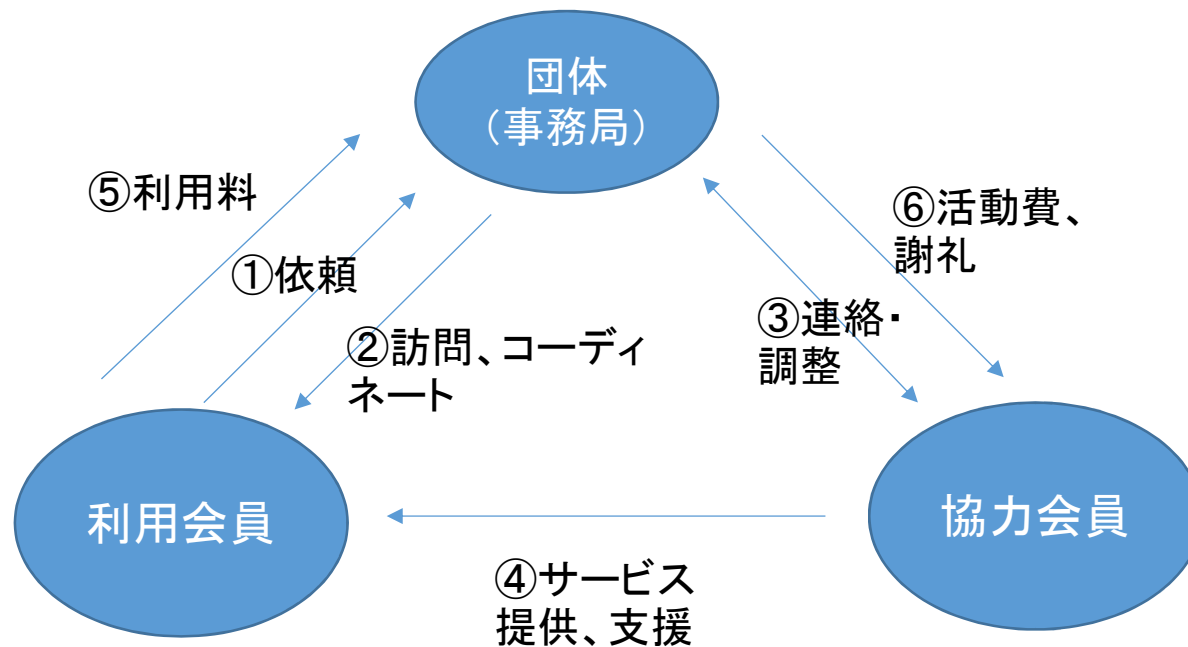 団体
（事務局）
⑤利用料
⑥活動費、
謝礼
①依頼
③連絡・
調整
②訪問、コーディ
ネート
利用会員
協力会員
④サービス
提供、支援